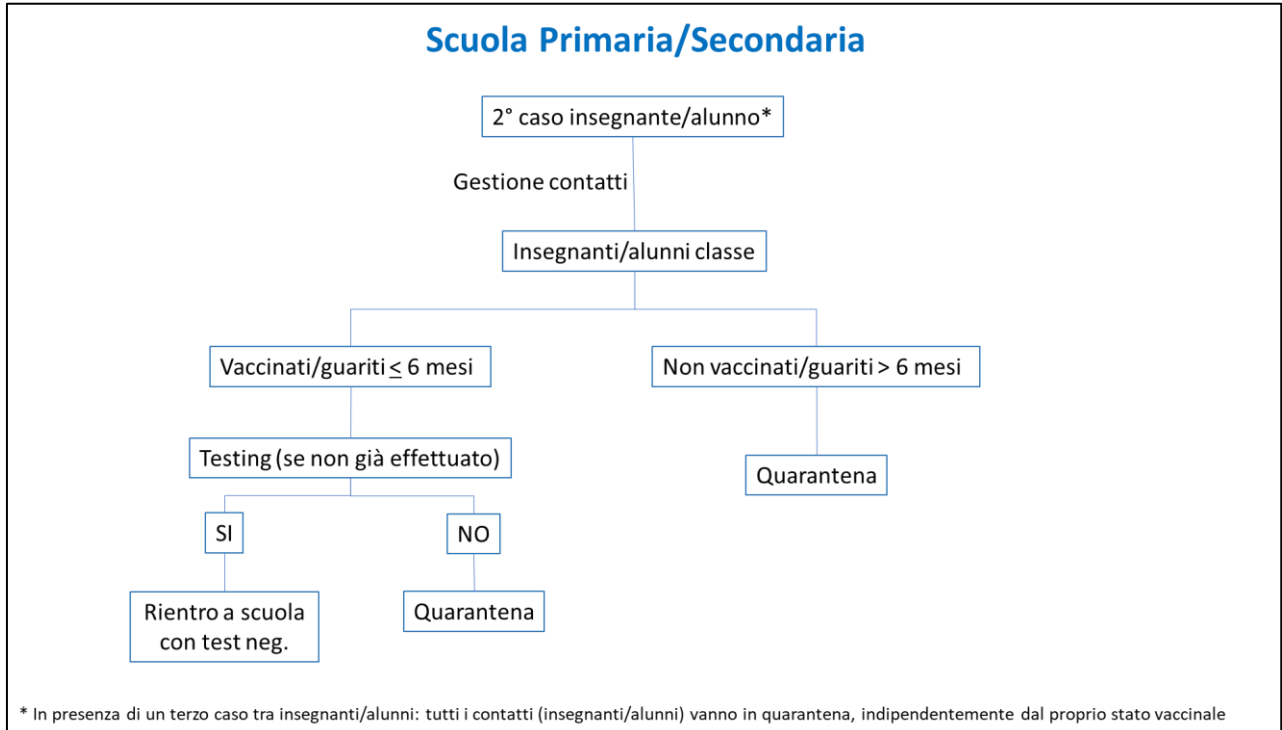 Scuola Primaria/Secondaria
2° caso insegnante/alunno*
Gestione contatti
Insegnanti/alunni classe
Vaccinati/guariti ≤ 6 mesi
Non vaccinati/guariti > 6 mesi
Testing (se non già effettuato)
Quarantena
SI
NO
Rientro a scuola
con test neg.
Quarantena
* In presenza di un terzo caso tra insegnanti/alunni: tutti i contatti (insegnanti/alunni) vanno in quarantena, indipendentemente dal proprio stato vaccinale